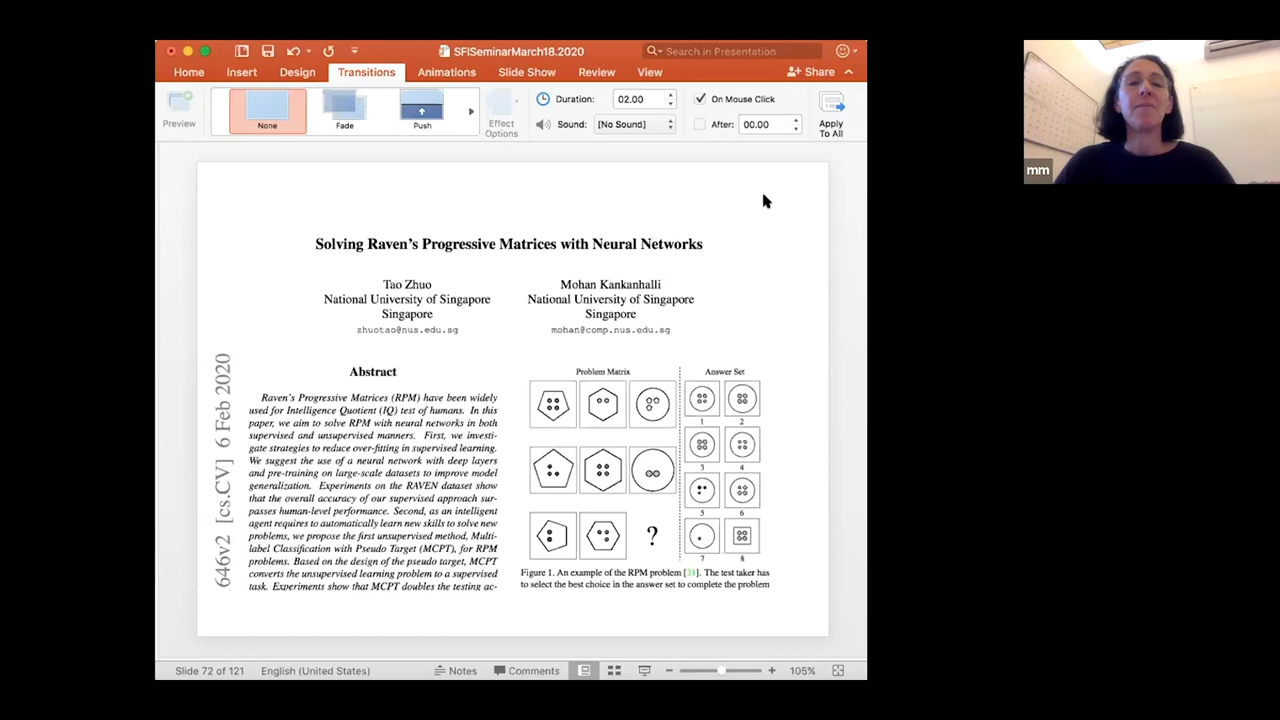 SFISeminarMarch18.2020
Search in Presentation
Home Insert Design Transitions Animations Slide Show Review View Share
Preview
None
Fade
Push
Effect
Options
Duration: 02.00
Sound: [No Sound]
On Mouse Click
After: 00.00
Apply
To All
Solving Raven's Progressive Matrices with Neural Networks
Tao Zhuo
National University of Singapore
Singapore
zhuotao@nus.edu.sg
Mohan Kankanhalli
National University of Singapore
Singapore
mohan@comp.nus.edu.sg
646v2 [cs.CV] 6 Feb 2020
Abstract
Raven's Progressive Matrices (RPM) have been widely
used for Intelligence Quotient (IQ) test of humans. In this
paper, we aim to solve RPM with neural networks in both
supervised and unsupervised manners. First, we investi-
gate strategies to reduce over-fitting in supervised learning.
We suggest the use of a neural network with deep layers
and pre-training on large-scale datasets to improve model
generalization. Experiments on the RAVEN dataset show
that the overall accuracy of our supervised approach sur-
passes human-level performance. Second, as an intelligent
agent requires to automatically learn new skills to solve new
problems, we propose the first unsupervised method, Multi-
label Classification with Pseudo Target (MCPT), for RPM
problems. Based on the design of the pseudo target, MCPT
converts the unsupervised learning problem to a supervised
task. Experiments show that MCPT doubles the testing ac-
Problem Matrix
Answer Set
1 2
3 4
5 6
?
7 8
Figure 1. An example of the RPM problem [31]. The test taker has
to select the best choice in the answer set to complete the problem
Slide 72 of 121 English (United States) Notes Comments 105%
mm